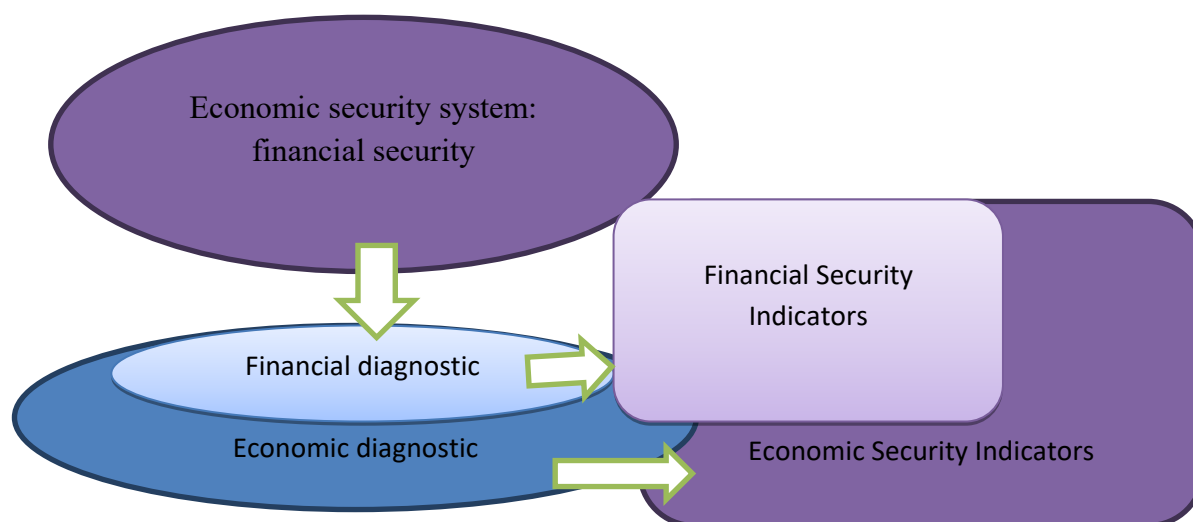 Economic security system:
financial security
Financial Security
Indicators
Financial diagnostic
Economic diagnostic
Economic Security Indicators